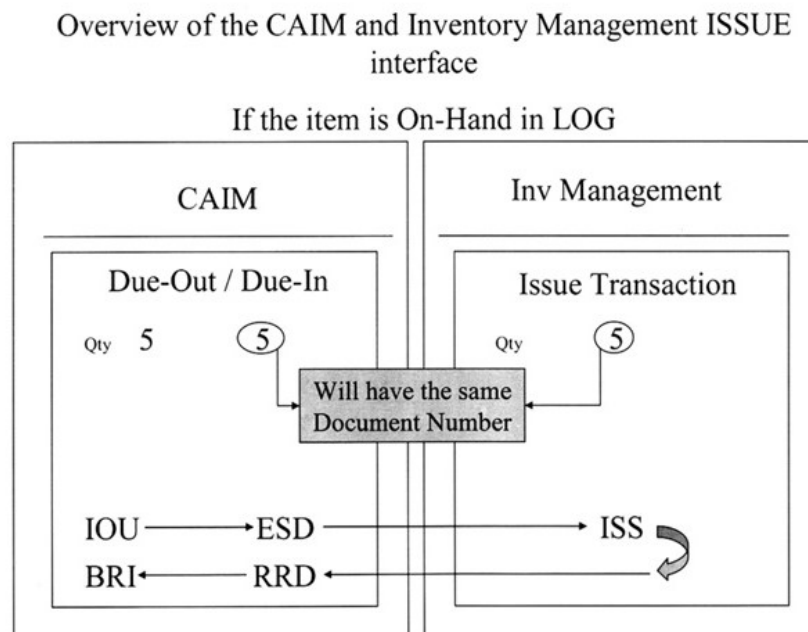 Overview of the CAIM and Inventory Management ISSUE
interface
If the item is On-Hand in LOG
CAIM
Inv Management
Due-Out / Due-In
Issue Transaction
Qty 5 5
Qty 5
Will have the same
Document Number
IOU ESD ISS
BRI RRD